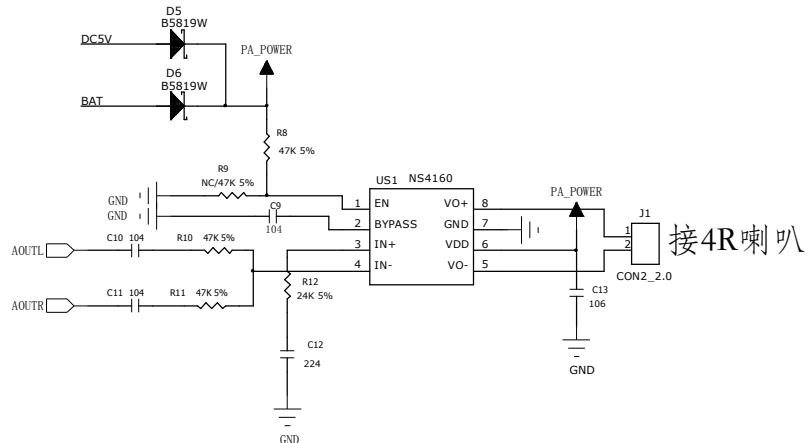 D5
B5819W
DC5V
PA_POWER
D6
B5819W
BAT
R8
47K 5%
R9
NC/47K 5%
US1 NS4160
GND
GND
C9
104
1 EN VO+ 8
2 BYPASS GND 7
3 IN+ VDD 6
4 IN- VO- 5
PA_POWER
J1
1
2
CON2_2.0
接4R喇叭
AOUTL
C10 104
R10 47K 5%
R12
24K 5%
AOUTR
C11 104
R11 47K 5%
C13
106
C12
224
GND
GND